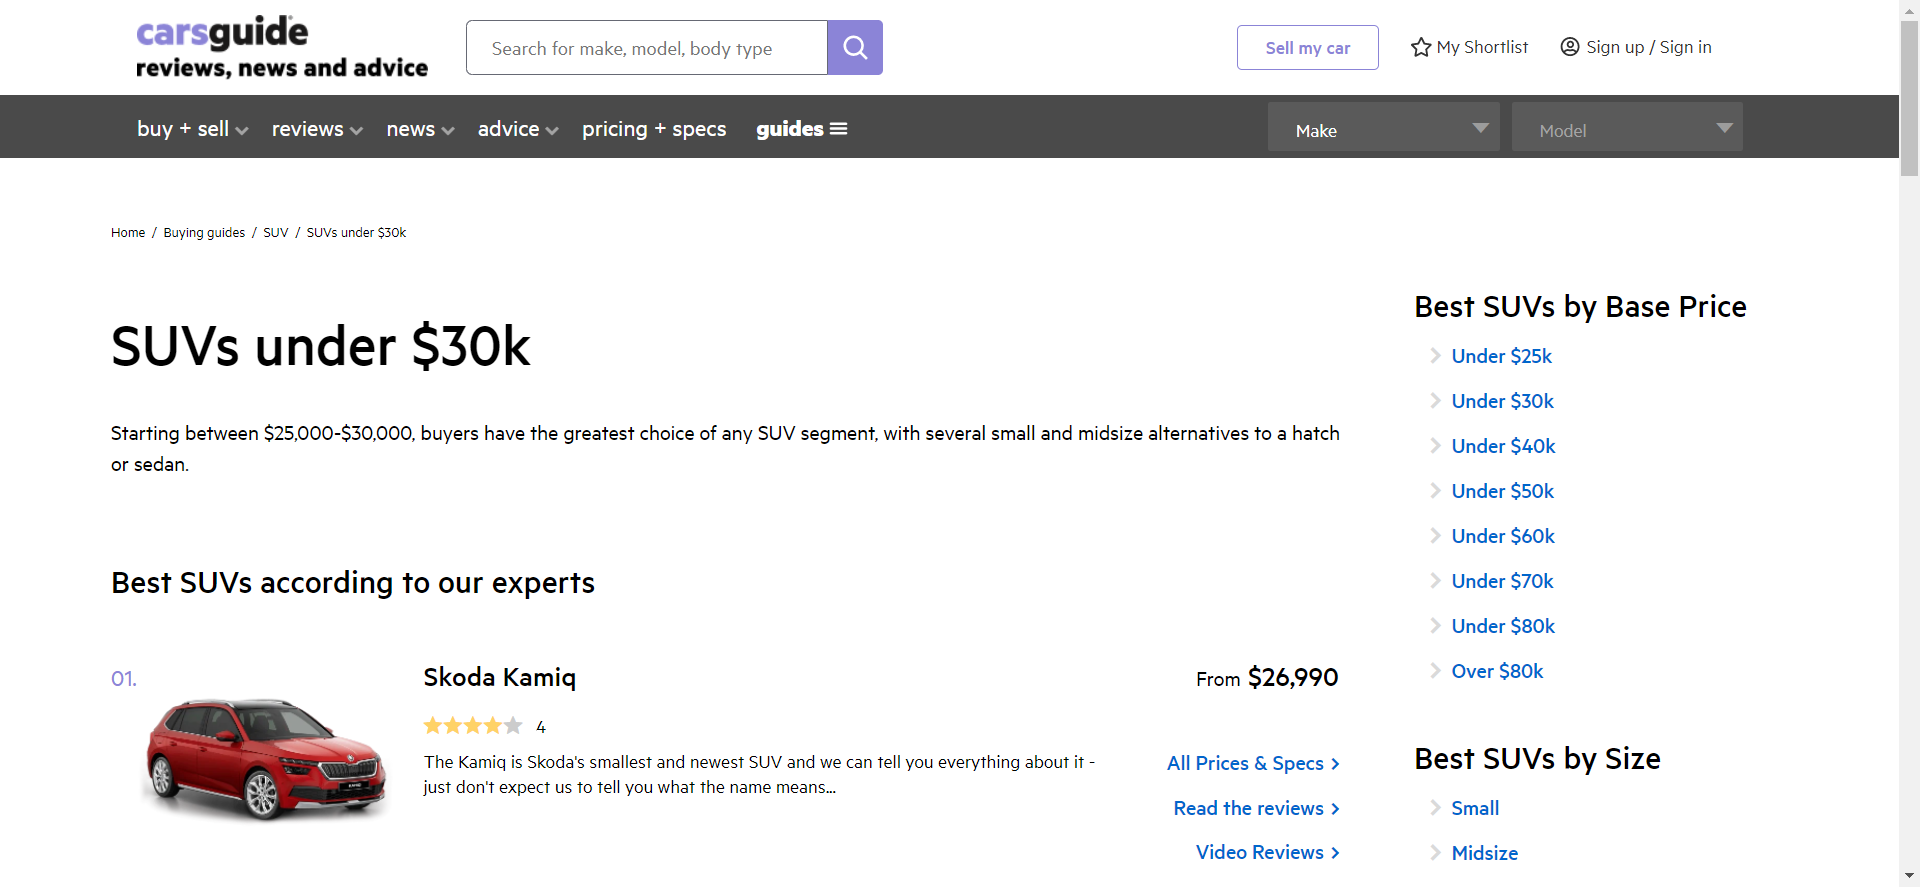 carsguide
reviews, news and advice
Search for make, model, body type
Sell my car
My Shortlist
Sign up / Sign in
buy + sell
reviews
news
advice
pricing + specs
guides
Make
Model
Home / Buying guides / SUV / SUVs under $30k
SUVs under $30k
Starting between $25,000-$30,000, buyers have the greatest choice of any SUV segment, with several small and midsize alternatives to a hatch
or sedan.
Best SUVs according to our experts
01.
Skoda Kamiq
From $26,990
4
The Kamiq is Skoda's smallest and newest SUV and we can tell you everything about it -
just don't expect us to tell you what the name means...
All Prices & Specs
Read the reviews
Video Reviews
Best SUVs by Base Price
Under $25k
Under $30k
Under $40k
Under $50k
Under $60k
Under $70k
Under $80k
Over $80k
Best SUVs by Size
Small
Midsize